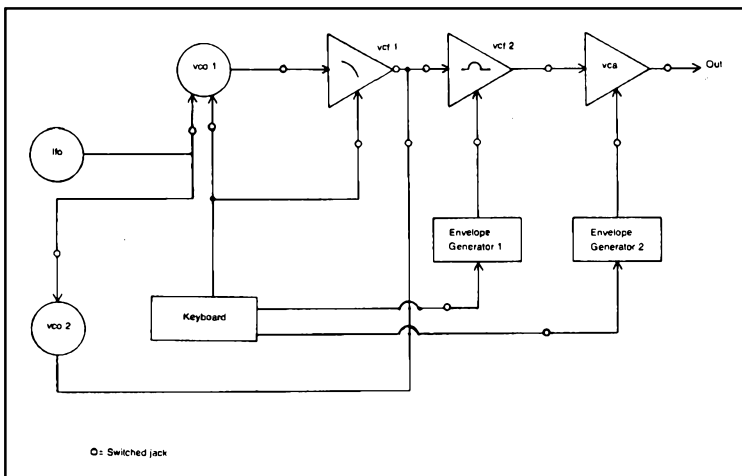 vco 1
vcf 1
vcf 2
vca
Out
lfo
Envelope
Generator 1
Envelope
Generator 2
vco 2
Keyboard
O= Switched jack